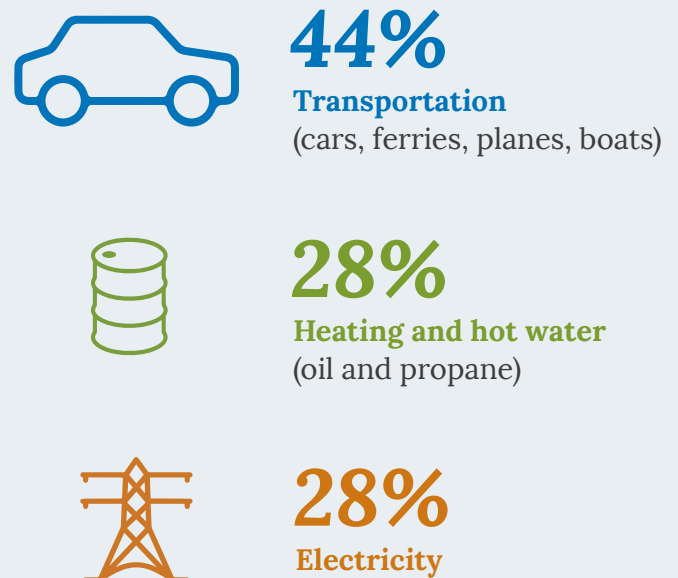 44%
Transportation
(cars, ferries, planes, boats)
28%
Heating and hot water
(oil and propane)
28%
Electricity